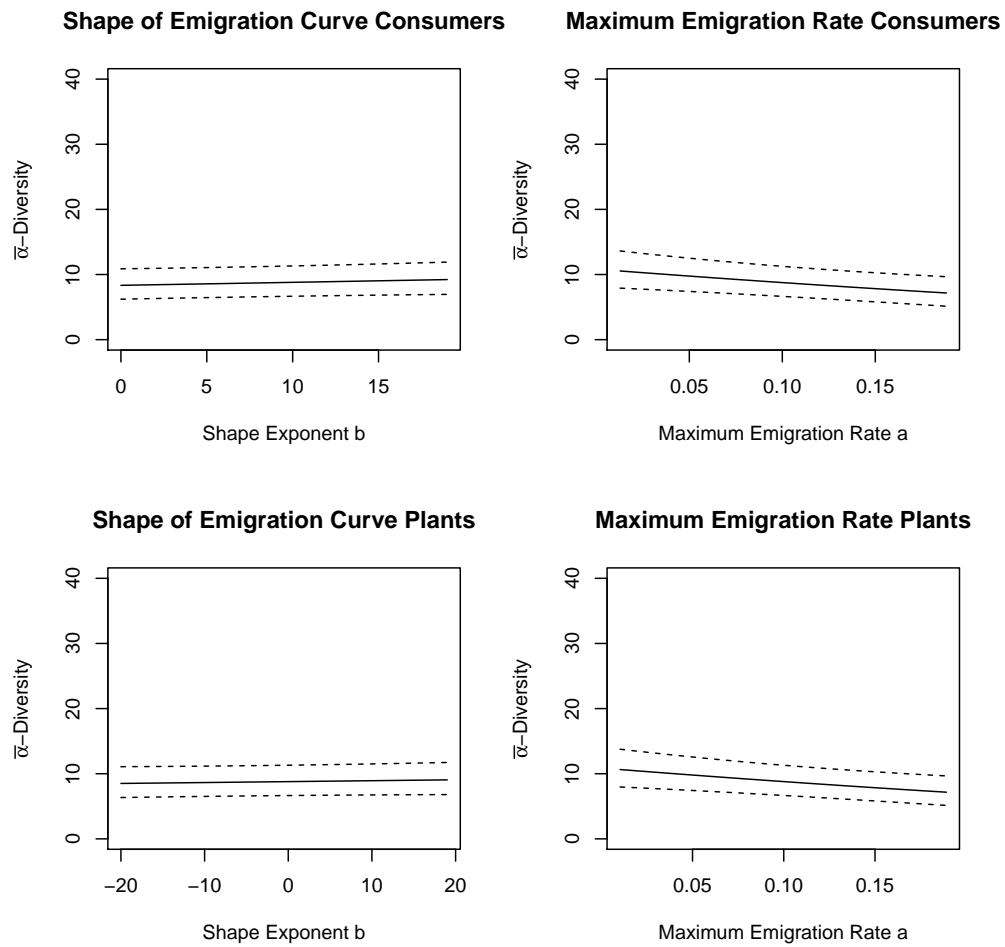 Shape of Emigration Curve Consumers
40
30
20
10
0
α̅−Diversity
0 5 10 15
Shape Exponent b
Maximum Emigration Rate Consumers
40
30
20
10
0
α̅−Diversity
0.05 0.10 0.15
Maximum Emigration Rate a
Shape of Emigration Curve Plants
40
30
20
10
0
α̅−Diversity
−20 −10 0 10 20
Shape Exponent b
Maximum Emigration Rate Plants
40
30
20
10
0
α̅−Diversity
0.05 0.10 0.15
Maximum Emigration Rate a